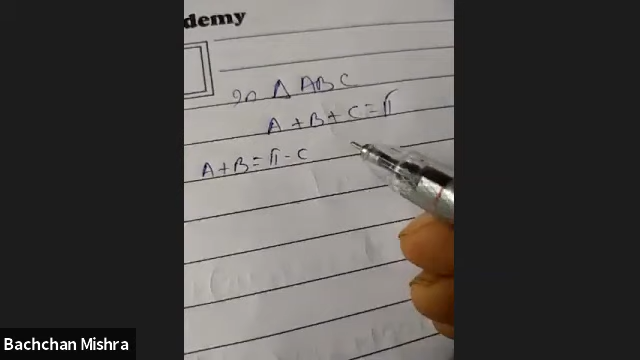 demy
In Δ ABC
A + B + C = π
A + B = π - C
Bachchan Mishra